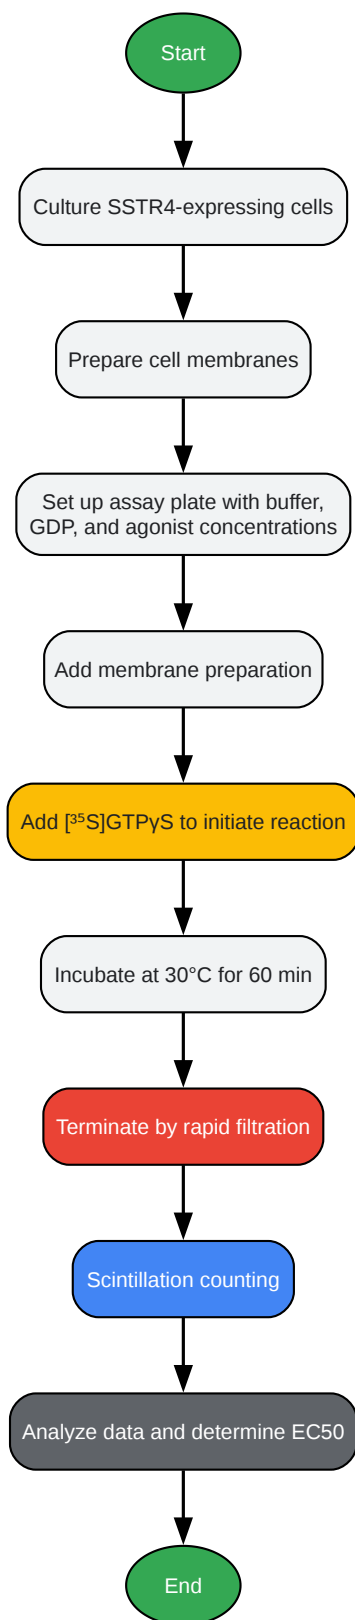 Start
Culture SSTR4-expressing cells
Prepare cell membranes
Set up assay plate with buffer,
GDP, and agonist concentrations
Add membrane preparation
Add [³⁵S]GTPγS to initiate reaction
Incubate at 30°C for 60 min
Terminate by rapid filtration
Scintillation counting
Analyze data and determine EC50
End